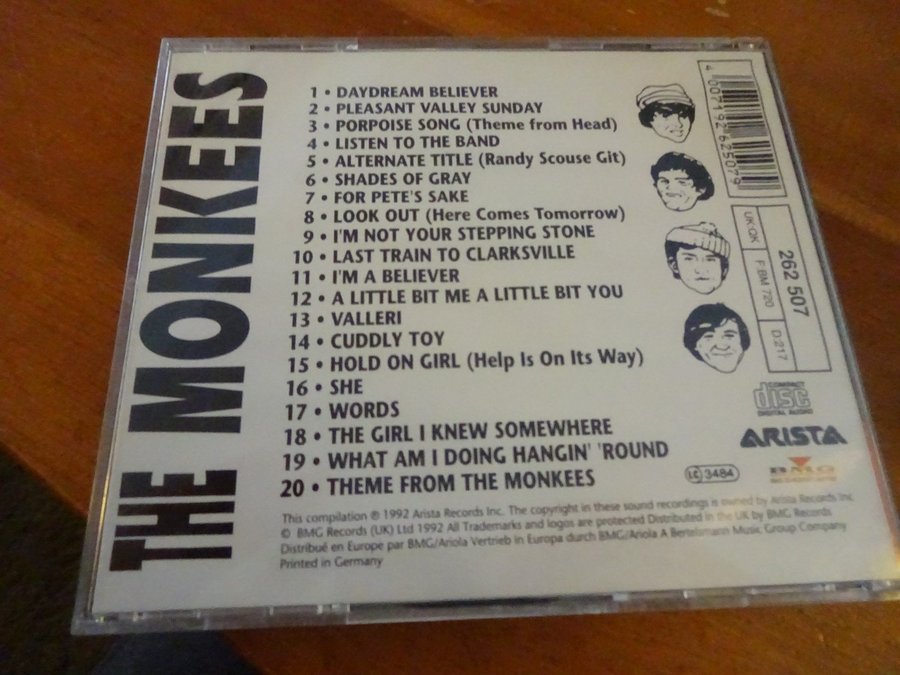 THE MONKEES
1 • DAYDREAM BELIEVER
2 • PLEASANT VALLEY SUNDAY
3 • PORPOISE SONG (Theme from Head)
4 • LISTEN TO THE BAND
5 • ALTERNATE TITLE (Randy Scouse Git)
6 • SHADES OF GRAY
7 • FOR PETE'S SAKE
8 • LOOK OUT (Here Comes Tomorrow)
9 • I'M NOT YOUR STEPPING STONE
10 • LAST TRAIN TO CLARKSVILLE
11 • I'M A BELIEVER
12 • A LITTLE BIT ME A LITTLE BIT YOU
13 • VALLERI
14 • CUDDLY TOY
15 • HOLD ON GIRL (Help Is On Its Way)
16 • SHE
17 • WORDS
18 • THE GIRL I KNEW SOMEWHERE
19 • WHAT AM I DOING HANGIN' 'ROUND
20 • THEME FROM THE MONKEES
This compilation ℗ 1992 Arista Records Inc. The copyright in these sound recordings is owned by Arista Records Inc
© BMG Records (UK) Ltd 1992 All Trademarks and logos are protected Distributed in the UK by BMG Records
Distribué en Europe par BMG/Ariola Vertrieb in Europa durch BMG/Ariola A Bertelsmann Music Group Company
Printed in Germany
4 007192 625079
262 507
UK:QK
F:BM 720
D:217
COMPACT
disc
DIGITAL AUDIO
ARISTA
BMG
LC 3484